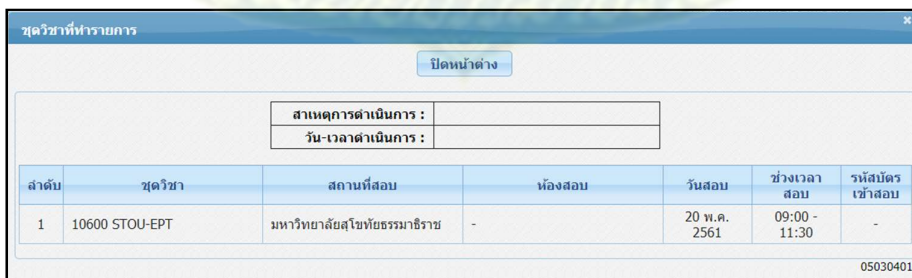 ชุดวิชาที่ทำรายการ
ปิดหน้าต่าง
สาเหตุการดำเนินการ :
วัน-เวลาดำเนินการ :
ลำดับ ชุดวิชา สถานที่สอบ ห้องสอบ วันสอบ ช่วงเวลา รหัสบัตร
สอบ เข้าสอบ
1 10600 STOU-EPT มหาวิทยาลัยสุโขทัยธรรมาธิราช - 20 พ.ค. 09:00 - -
2561 11:30
05030401